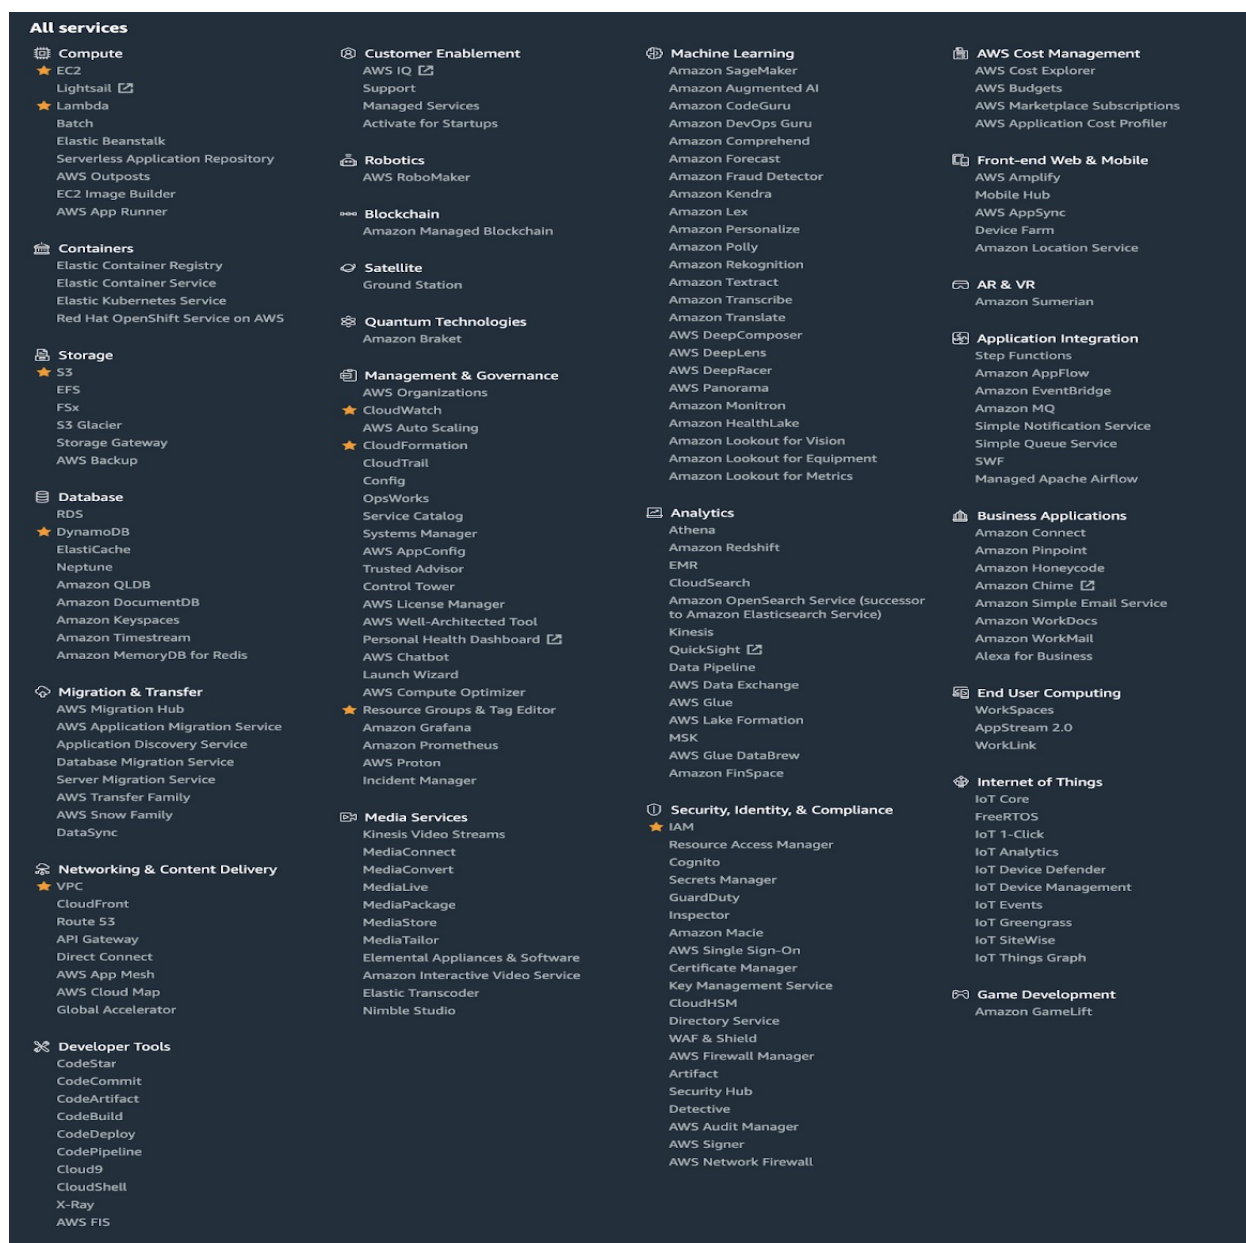 All services
Compute
EC2
Lightsail
Lambda
Batch
Elastic Beanstalk
Serverless Application Repository
AWS Outposts
EC2 Image Builder
AWS App Runner
Containers
Elastic Container Registry
Elastic Container Service
Elastic Kubernetes Service
Red Hat OpenShift Service on AWS
Storage
S3
EFS
FSx
S3 Glacier
Storage Gateway
AWS Backup
Database
RDS
DynamoDB
ElastiCache
Neptune
Amazon QLDB
Amazon DocumentDB
Amazon Keyspaces
Amazon Timestream
Amazon MemoryDB for Redis
Migration & Transfer
AWS Migration Hub
AWS Application Migration Service
Application Discovery Service
Database Migration Service
Server Migration Service
AWS Transfer Family
AWS Snow Family
DataSync
Networking & Content Delivery
VPC
CloudFront
Route 53
API Gateway
Direct Connect
AWS App Mesh
AWS Cloud Map
Global Accelerator
Developer Tools
CodeStar
CodeCommit
CodeArtifact
CodeBuild
CodeDeploy
CodePipeline
Cloud9
CloudShell
X-Ray
AWS FIS
Customer Enablement
AWS IQ
Support
Managed Services
Activate for Startups
Robotics
AWS RoboMaker
Blockchain
Amazon Managed Blockchain
Satellite
Ground Station
Quantum Technologies
Amazon Braket
Management & Governance
AWS Organizations
CloudWatch
AWS Auto Scaling
CloudFormation
CloudTrail
Config
OpsWorks
Service Catalog
Systems Manager
AWS AppConfig
Trusted Advisor
Control Tower
AWS License Manager
AWS Well-Architected Tool
Personal Health Dashboard
AWS Chatbot
Launch Wizard
AWS Compute Optimizer
Resource Groups & Tag Editor
Amazon Grafana
Amazon Prometheus
AWS Proton
Incident Manager
Media Services
Kinesis Video Streams
MediaConnect
MediaConvert
MediaLive
MediaPackage
MediaStore
MediaTailor
Elemental Appliances & Software
Amazon Interactive Video Service
Elastic Transcoder
Nimble Studio
Machine Learning
Amazon SageMaker
Amazon Augmented AI
Amazon CodeGuru
Amazon DevOps Guru
Amazon Comprehend
Amazon Forecast
Amazon Fraud Detector
Amazon Kendra
Amazon Lex
Amazon Personalize
Amazon Polly
Amazon Rekognition
Amazon Textract
Amazon Transcribe
Amazon Translate
AWS DeepComposer
AWS DeepLens
AWS DeepRacer
AWS Panorama
Amazon Monitron
Amazon HealthLake
Amazon Lookout for Vision
Amazon Lookout for Equipment
Amazon Lookout for Metrics
Analytics
Athena
Amazon Redshift
EMR
CloudSearch
Amazon OpenSearch Service (successor
to Amazon Elasticsearch Service)
Kinesis
QuickSight
Data Pipeline
AWS Data Exchange
AWS Glue
AWS Lake Formation
MSK
AWS Glue DataBrew
Amazon FinSpace
Security, Identity, & Compliance
IAM
Resource Access Manager
Cognito
Secrets Manager
GuardDuty
Inspector
Amazon Macie
AWS Single Sign-On
Certificate Manager
Key Management Service
CloudHSM
Directory Service
WAF & Shield
AWS Firewall Manager
Artifact
Security Hub
Detective
AWS Audit Manager
AWS Signer
AWS Network Firewall
AWS Cost Management
AWS Cost Explorer
AWS Budgets
AWS Marketplace Subscriptions
AWS Application Cost Profiler
Front-end Web & Mobile
AWS Amplify
Mobile Hub
AWS AppSync
Device Farm
Amazon Location Service
AR & VR
Amazon Sumerian
Application Integration
Step Functions
Amazon AppFlow
Amazon EventBridge
Amazon MQ
Simple Notification Service
Simple Queue Service
SWF
Managed Apache Airflow
Business Applications
Amazon Connect
Amazon Pinpoint
Amazon Honeycode
Amazon Chime
Amazon Simple Email Service
Amazon WorkDocs
Amazon WorkMail
Alexa for Business
End User Computing
WorkSpaces
AppStream 2.0
WorkLink
Internet of Things
IoT Core
FreeRTOS
IoT 1-Click
IoT Analytics
IoT Device Defender
IoT Device Management
IoT Events
IoT Greengrass
IoT SiteWise
IoT Things Graph
Game Development
Amazon GameLift